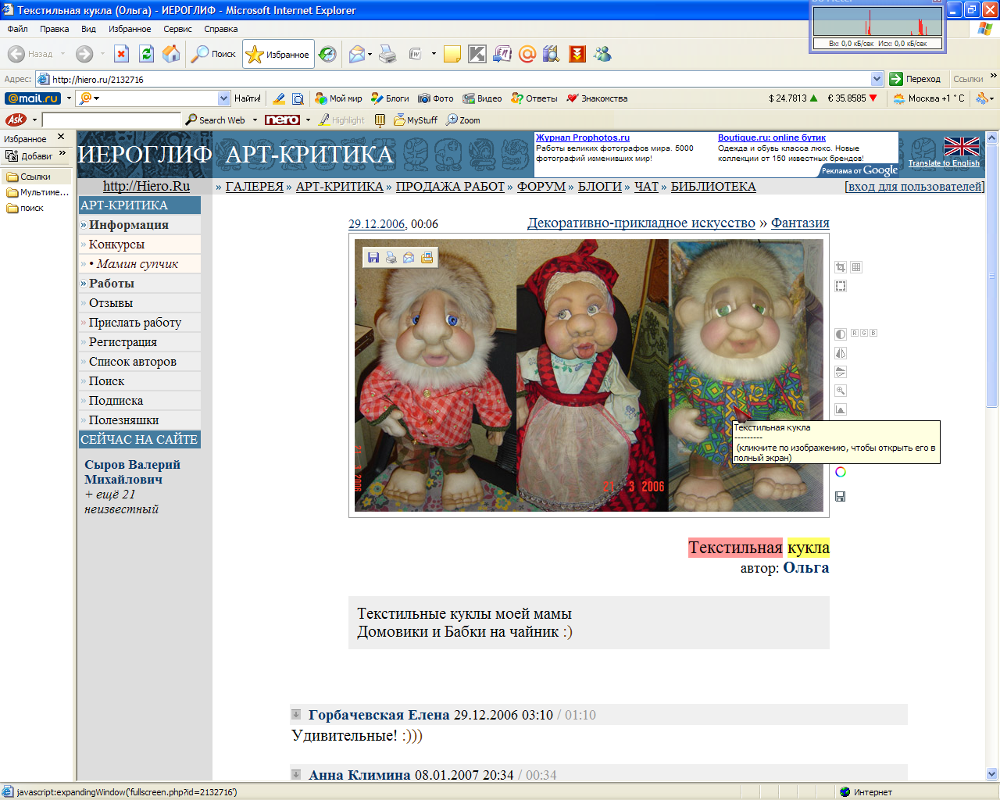 Текстильная кукла (Ольга) - ИЕРОГЛИФ - Microsoft Internet Explorer
Файл Правка Вид Избранное Сервис Справка
Вх: 0,0 кБ/сек Исх: 0,0 кБ/сек
Назад Поиск Избранное
Адрес: http://hiero.ru/2132716 Переход Ссылки
@mail.ru Найти! Мой мир Блоги Фото Видео Ответы Знакомства $ 24.7813 € 35.8585 Москва +1 °C
Ask Search Web nero Highlight MyStuff Zoom
Избранное
Добавит
Ссылки
Мультиме...
поиск
ИЕРОГЛИФ АРТ-КРИТИКА
Журнал Prophotos.ru
Работы великих фотографов мира. 5000
фотографий изменивших мир!
Boutique.ru: online бутик
Одежда и обувь класса люкс. Новые
коллекции от 150 известных брендов!
Реклама от Google
Translate to English
http://Hiero.Ru » ГАЛЕРЕЯ » АРТ-КРИТИКА » ПРОДАЖА РАБОТ » ФОРУМ » БЛОГИ » ЧАТ » БИБЛИОТЕКА [вход для пользователей]
АРТ-КРИТИКА
» Информация
» Конкурсы
» • Мамин супчик
» Работы
» Отзывы
» Прислать работу
» Регистрация
» Список авторов
» Поиск
» Подписка
» Полезняшки
СЕЙЧАС НА САЙТЕ
Сыров Валерий
Михайлович
+ ещё 21
неизвестный
29.12.2006, 00:06 Декоративно-прикладное искусство » Фантазия
R G B
21 3 2006
Текстильная кукла
---------
(кликните по изображению, чтобы открыть его в
полный экран)
Текстильная кукла
автор: Ольга
Текстильные куклы моей мамы
Домовики и Бабки на чайник :)
Горбачевская Елена 29.12.2006 03:10 / 01:10
Удивительные! :)))
Анна Климина 08.01.2007 20:34 / 00:34
javascript:expandingWindow('fullscreen.php?id=2132716') Интернет